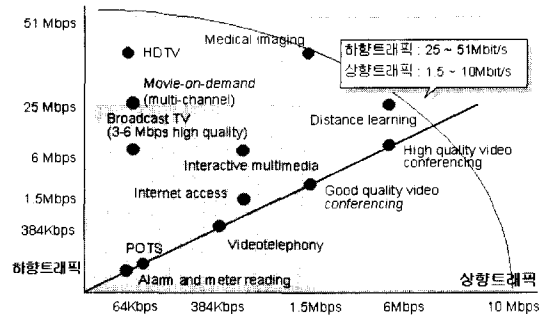 51 Mbps
HDTV
Medical imaging
하향트래픽 : 25 ~ 51Mbit/s
상향트래픽 : 1.5 ~ 10Mbit/s
Movie-on-demand
(multi-channel)
25 Mbps
Broadcast TV
(3-6 Mbps high quality)
Distance learning
6 Mbps
Interactive multimedia
High quality video
conferencing
Internet access
1.5Mbps
Good quality video
conferencing
384Kbps
POTS
Videotelephony
하향트래픽
Alarm and meter reading
상향트래픽
64Kbps
384Kbps
1.5Mbps
6Mbps
10 Mbps